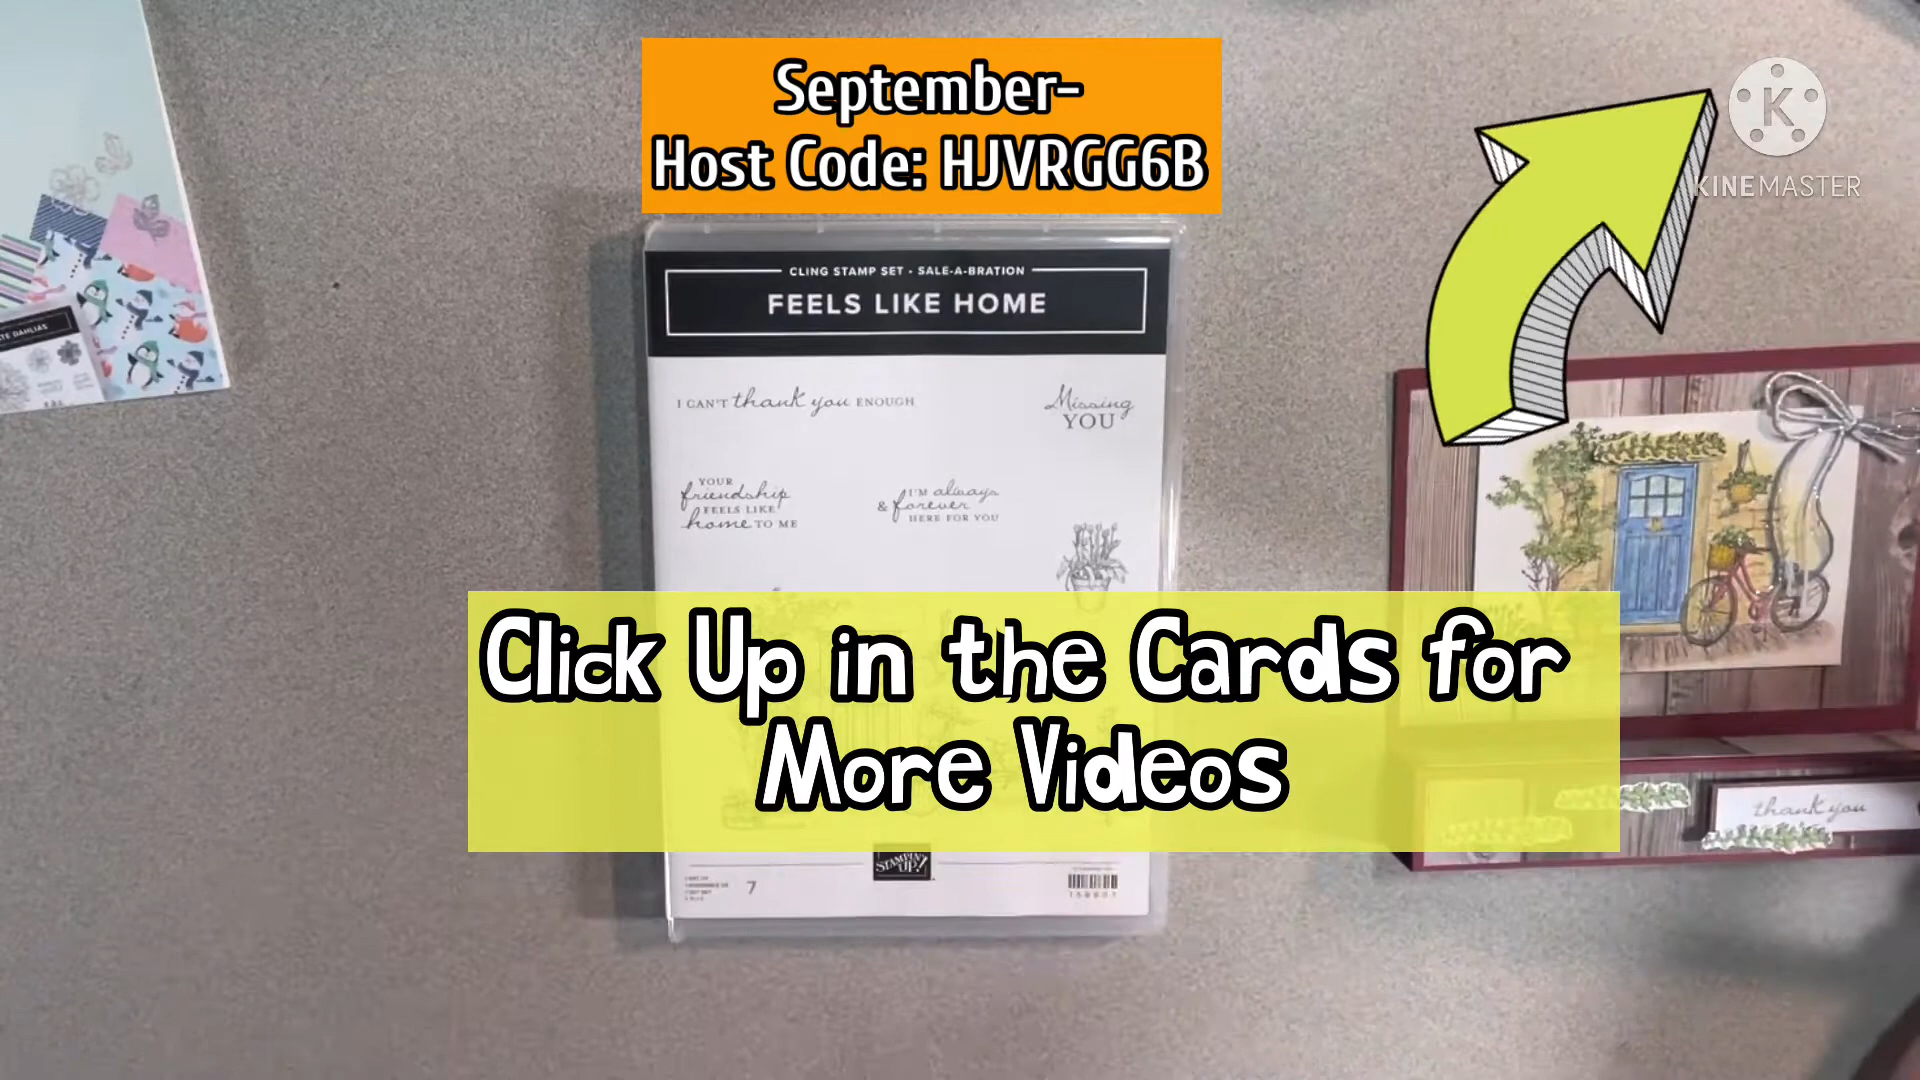 September-
Host Code: HJVRGG6B
KINEMASTER
CLING STAMP SET • SALE-A-BRATION
FEELS LIKE HOME
I CAN'T thank you ENOUGH
Missing
YOU
YOUR
friendship
FEELS LIKE
home TO ME
I'M always
& forever
HERE FOR YOU
Click Up in the Cards for
More Videos
thank you
STAMPIN'
UP!
7
DAHLIAS